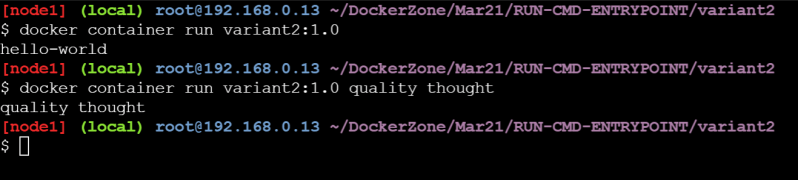 [node1] (local) root@192.168.0.13 ~/DockerZone/Mar21/RUN-CMD-ENTRYPOINT/variant2
$ docker container run variant2:1.0
hello-world
[node1] (local) root@192.168.0.13 ~/DockerZone/Mar21/RUN-CMD-ENTRYPOINT/variant2
$ docker container run variant2:1.0 quality thought
quality thought
[node1] (local) root@192.168.0.13 ~/DockerZone/Mar21/RUN-CMD-ENTRYPOINT/variant2
$